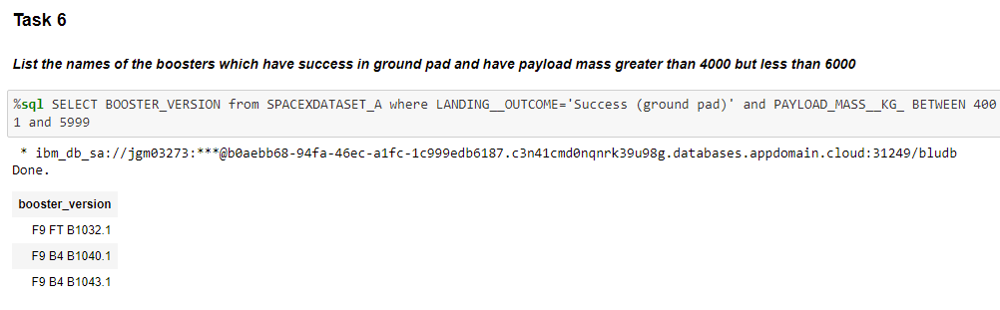 Task 6
List the names of the boosters which have success in ground pad and have payload mass greater than 4000 but less than 6000
%sql SELECT BOOSTER_VERSION from SPACEXDATASET_A where LANDING__OUTCOME='Success (ground pad)' and PAYLOAD_MASS__KG_ BETWEEN 400
1 and 5999
* ibm_db_sa://jgm03273:***@b0aebb68-94fa-46ec-a1fc-1c999edb6187.c3n41cmd0nqnrk39u98g.databases.appdomain.cloud:31249/bludb
Done.
booster_version
F9 FT B1032.1
F9 B4 B1040.1
F9 B4 B1043.1